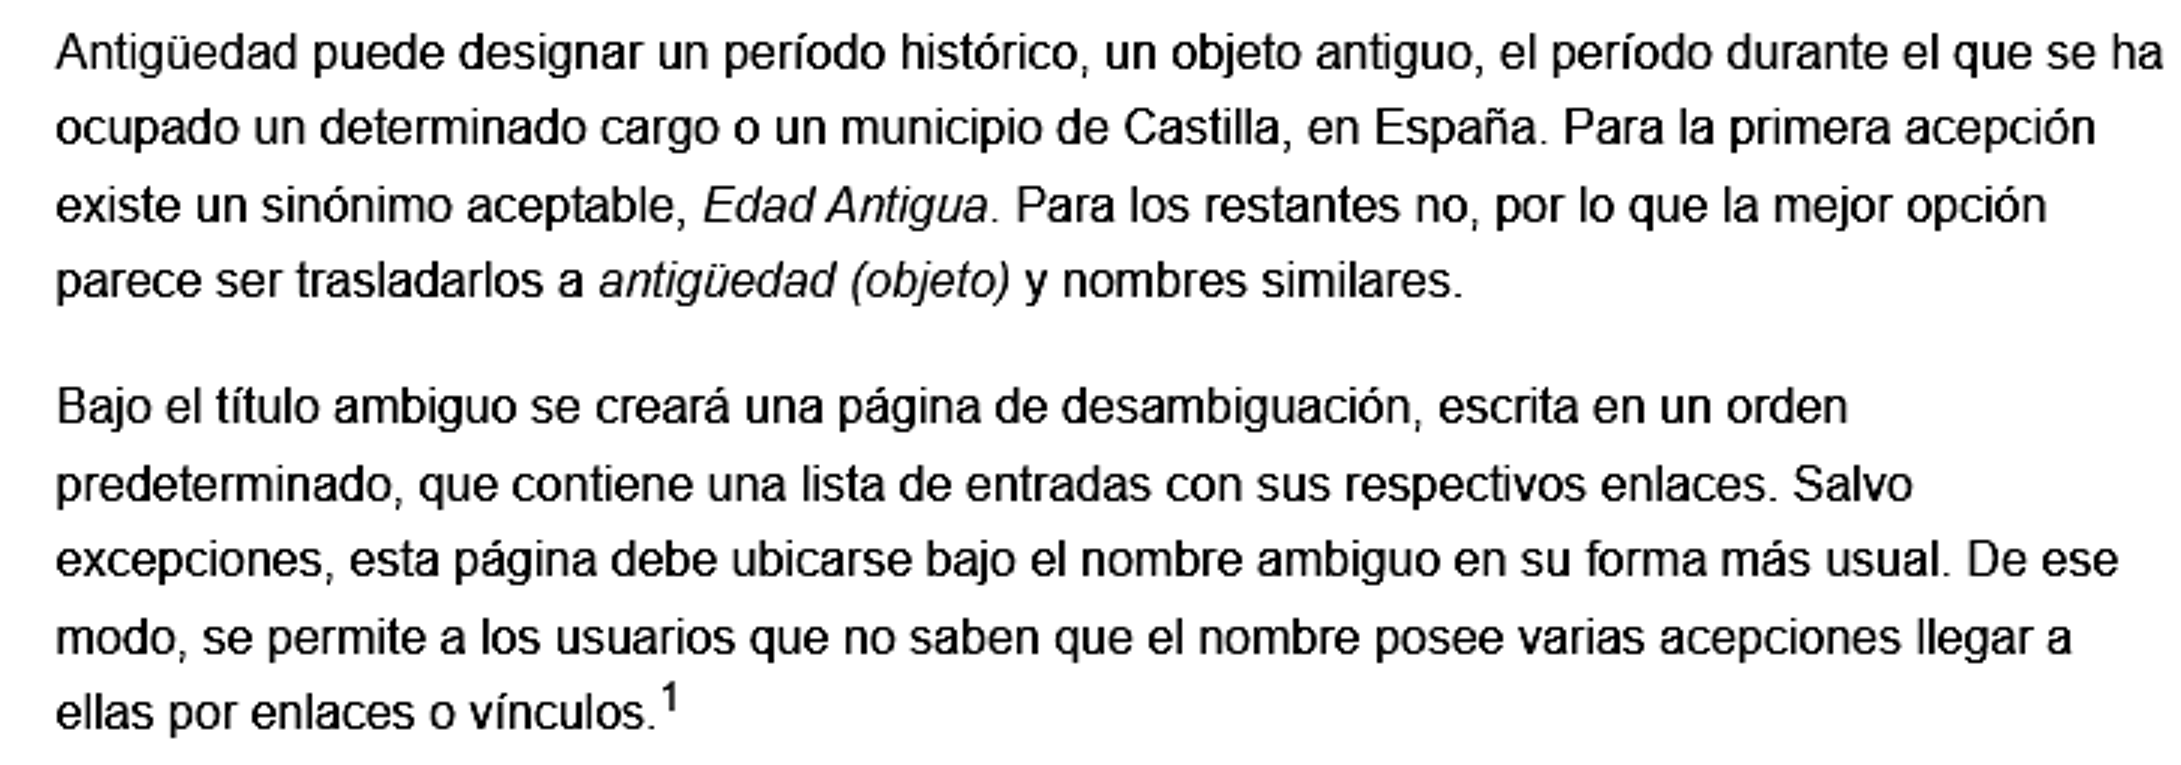 Antigüedad puede designar un período histórico, un objeto antiguo, el período durante el que se ha
ocupado un determinado cargo o un municipio de Castilla, en España. Para la primera acepción
existe un sinónimo aceptable, Edad Antigua. Para los restantes no, por lo que la mejor opción
parece ser trasladarlos a antigüedad (objeto) y nombres similares.
Bajo el título ambiguo se creará una página de desambiguación, escrita en un orden
predeterminado, que contiene una lista de entradas con sus respectivos enlaces. Salvo
excepciones, esta página debe ubicarse bajo el nombre ambiguo en su forma más usual. De ese
modo, se permite a los usuarios que no saben que el nombre posee varias acepciones llegar a
ellas por enlaces o vínculos.1